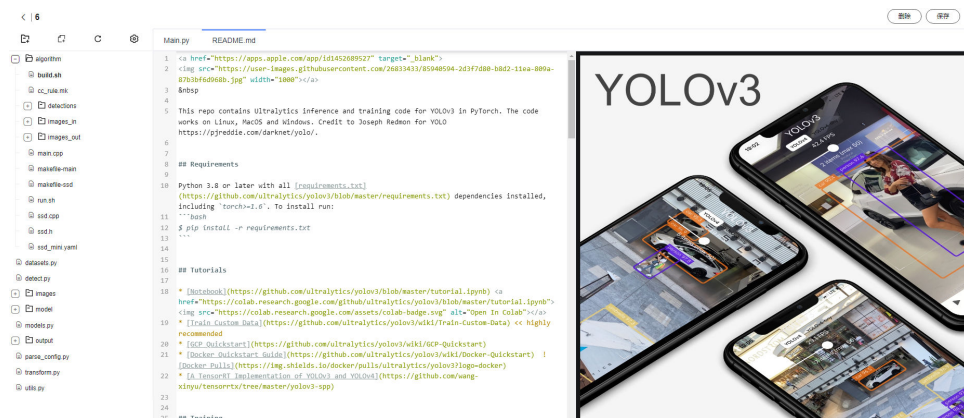 < | 6
删除
保存
Main.py
README.md
algorithm
build.sh
cc_rule.mk
detections
images_in
images_out
main.cpp
makefile-main
makefile-ssd
run.sh
ssd.cpp
ssd.h
ssd_mini.yaml
datasets.py
detect.py
images
model
models.py
output
parse_config.py
transform.py
utils.py
1 <a href="https://apps.apple.com/app/id1452689527" target="_blank">
2 <img src="https://user-images.githubusercontent.com/26833433/85940594-2d3f7d80-b8d2-11ea-809a-
87b3bf6d968b.jpg" width="1000"></a>
3 &nbsp
4
5 This repo contains Ultralytics inference and training code for YOLOv3 in PyTorch. The code
works on Linux, MacOS and Windows. Credit to Joseph Redmon for YOLO
https://pjreddie.com/darknet/yolo/.
6
7
8 ## Requirements
9
10 Python 3.8 or later with all [requirements.txt]
(https://github.com/ultralytics/yolov3/blob/master/requirements.txt) dependencies installed,
including `torch>=1.6`. To install run:
11 ```bash
12 $ pip install -r requirements.txt
13 ```
14
15
16 ## Tutorials
17
18 * [Notebook](https://github.com/ultralytics/yolov3/blob/master/tutorial.ipynb) <a
href="https://colab.research.google.com/github/ultralytics/yolov3/blob/master/tutorial.ipynb">
<img src="https://colab.research.google.com/assets/colab-badge.svg" alt="Open In Colab"></a>
19 * [Train Custom Data](https://github.com/ultralytics/yolov3/wiki/Train-Custom-Data) << highly
recommended
20 * [GCP Quickstart](https://github.com/ultralytics/yolov3/wiki/GCP-Quickstart)
21 * [Docker Quickstart Guide](https://github.com/ultralytics/yolov3/wiki/Docker-Quickstart) !
[Docker Pulls](https://img.shields.io/docker/pulls/ultralytics/yolov3?logo=docker)
22 * [A TensorRT Implementation of YOLOv3 and YOLOv4](https://github.com/wang-
xinyu/tensorrtx/tree/master/yolov3-spp)
23
24
25 ## Training
YOLOv3
19:02
YOLOv3
YOLOv3
42.4 FPS
YOLOv3
YOLOv3